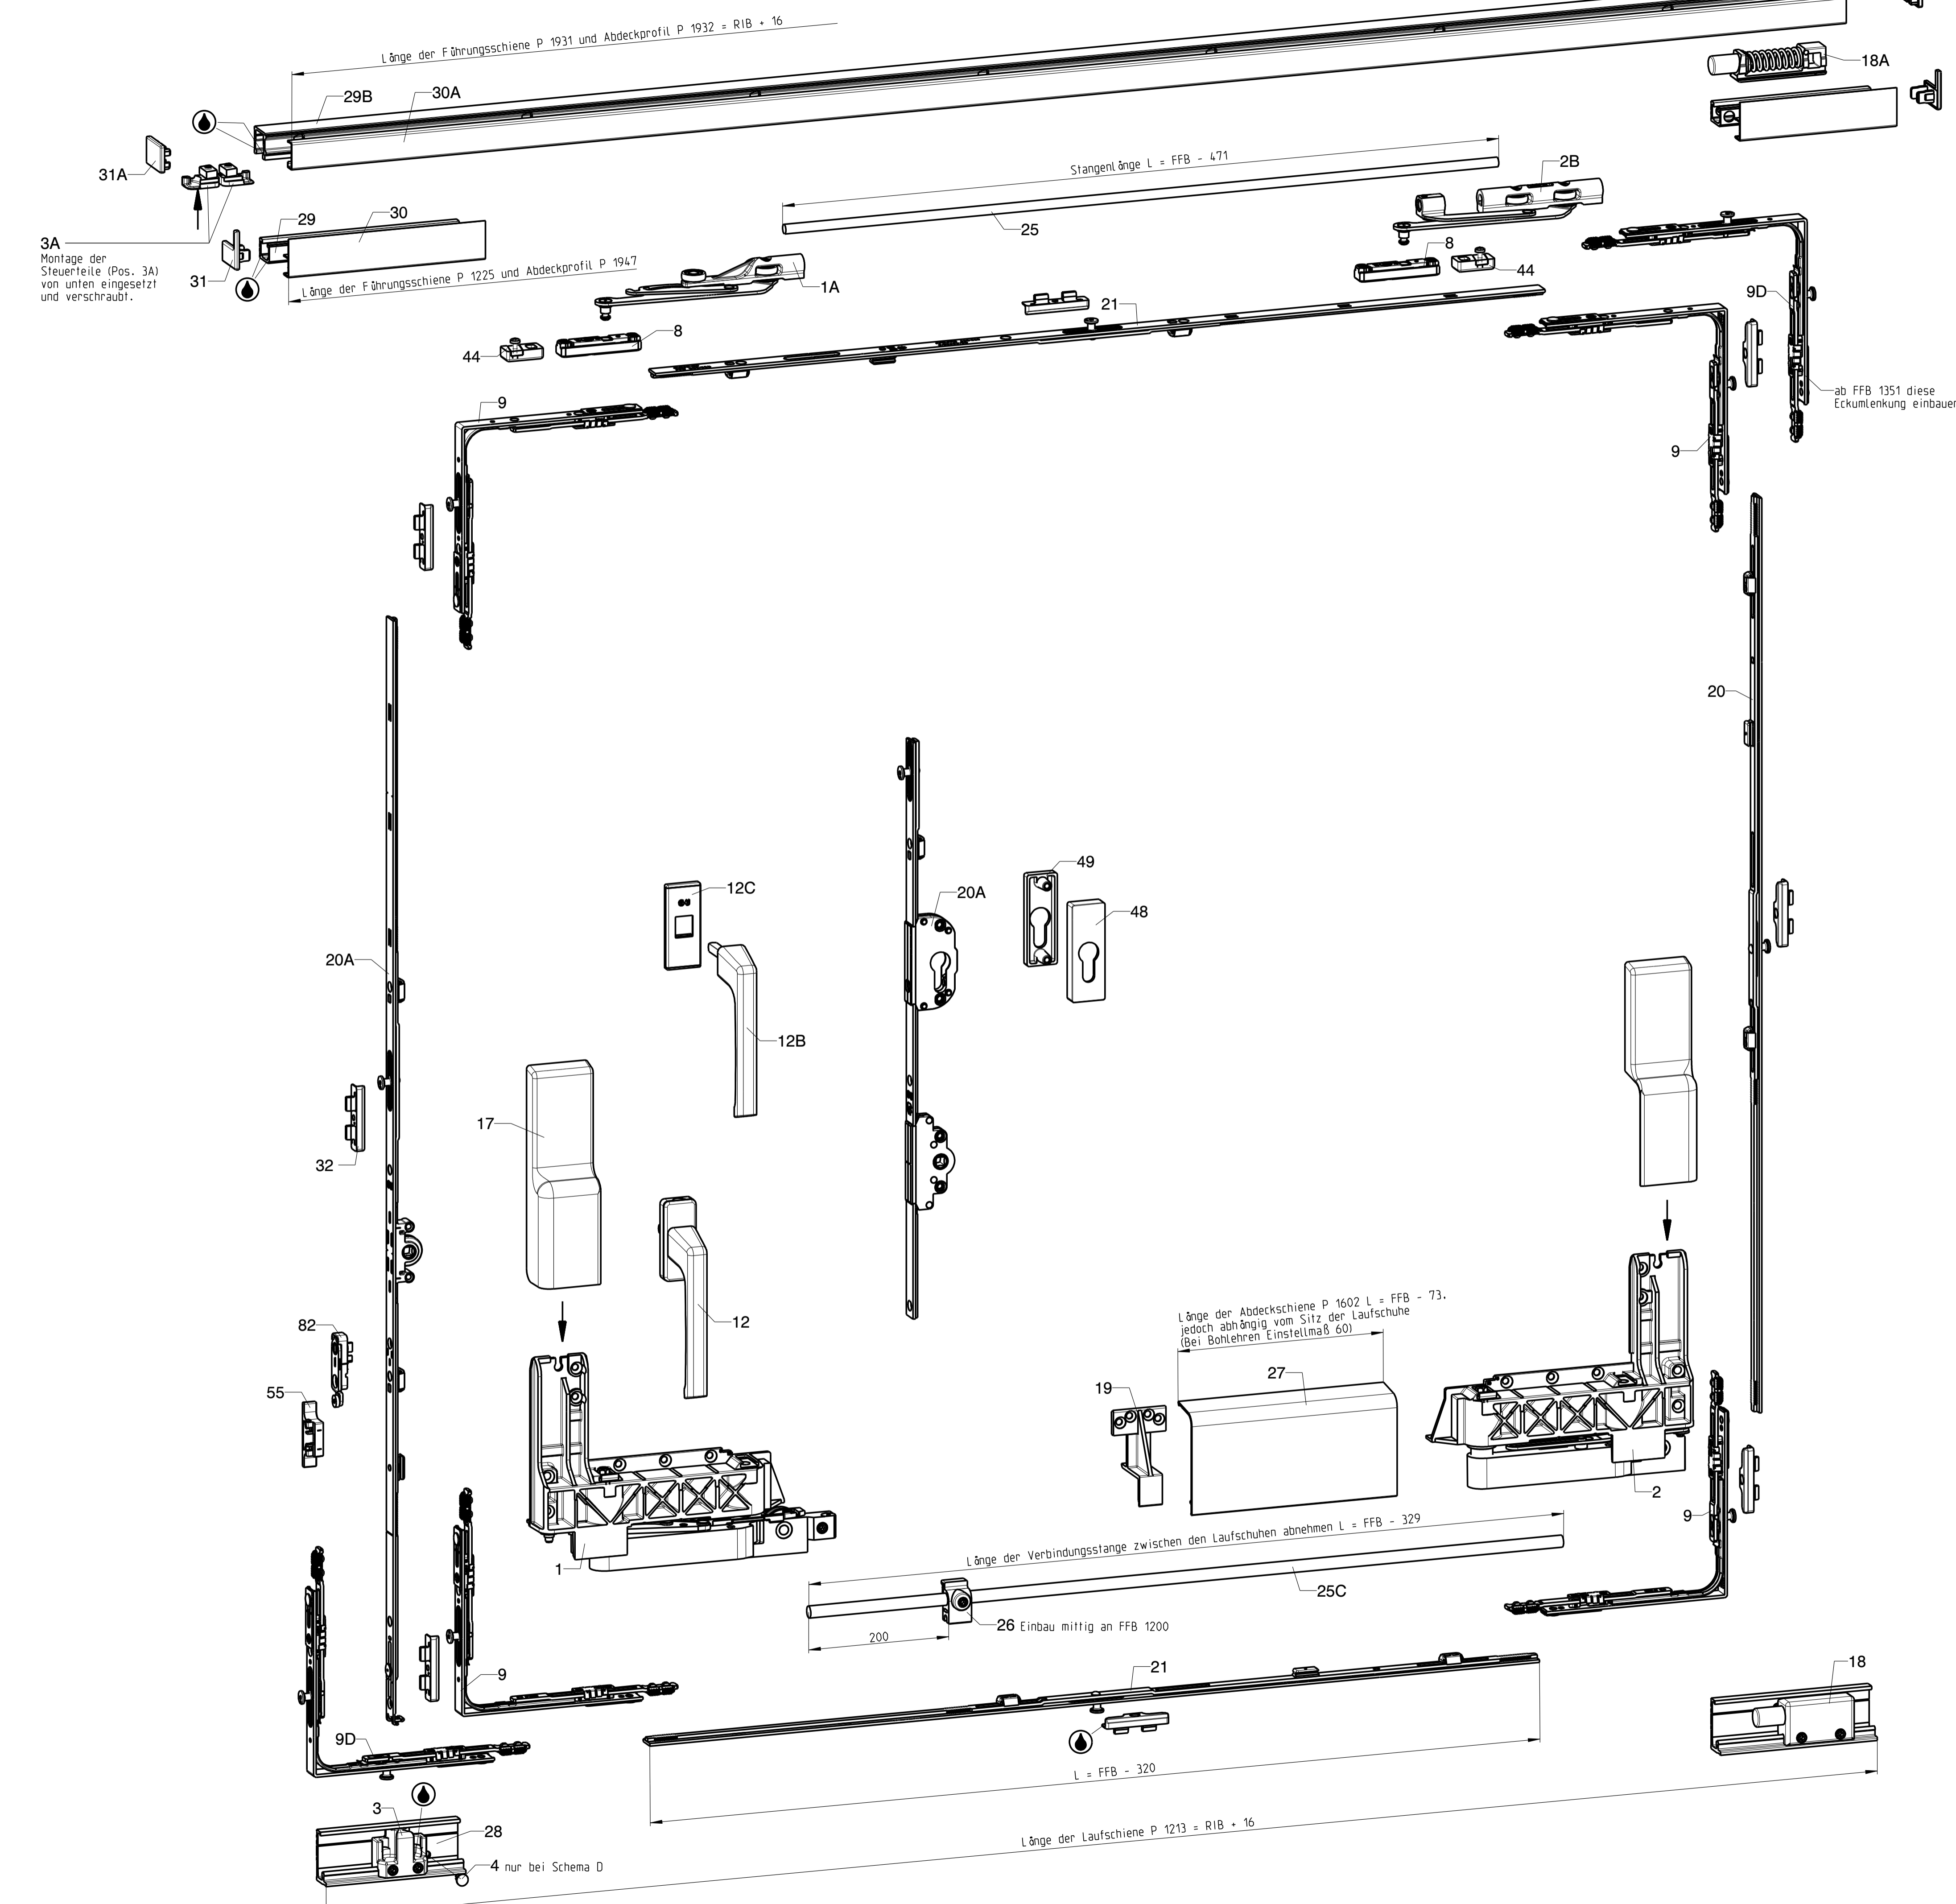 Länge der Führungsschiene P 1931 und Abdeckprofil P 1932 = RIB + 16
29B
30A
18A
31A
Stangenlänge L = FFB - 471
2B
3A
Montage der
Steuerteile (Pos. 3A)
von unten eingesetzt
und verschraubt.
29
30
31
25
8
44
Länge der Führungsschiene P 1225 und Abdeckprofil P 1947
1A
9D
21
44
8
ab FFB 1351 diese
Eckumlenkung einbauen
9
9
20
49
12C
20A
48
20A
12B
17
32
Länge der Abdeckschiene P 1602 L = FFB - 73,
jedoch abhängig vom Sitz der Laufschuhe
(Bei Bohlehren Einstellmaß 60)
12
82
27
55
19
2
9
Länge der Verbindungsstange zwischen den Laufschuhen abnehmen L = FFB - 329
1
25C
26 Einbau mittig an FFB 1200
200
9
21
18
9D
L = FFB - 320
3
28
Länge der Laufschiene P 1213 = RIB + 16
4 nur bei Schema D